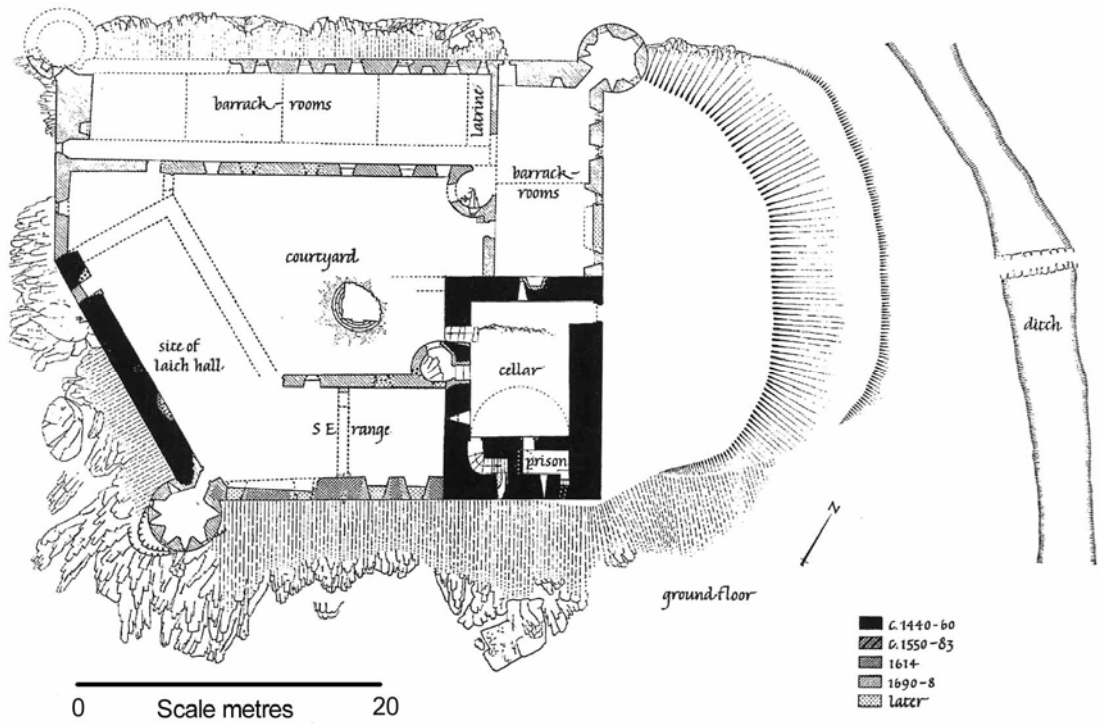 barrack-rooms
latrine
barrack-
rooms
courtyard
site of
laich hall
cellar
S E range
prison
ditch
N
ground-floor
c. 1440-60
c. 1550-83
1614
1690-8
later
0 Scale metres 20